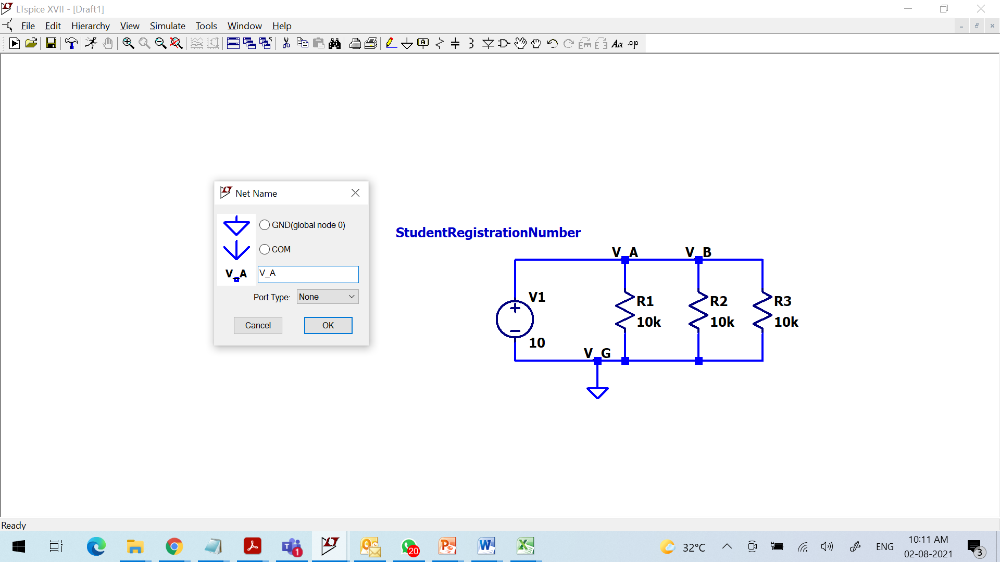 LTspice XVII - [Draft1]
File Edit Hierarchy View Simulate Tools Window Help
A Aa .op
Net Name
GND(global node 0)
COM
V_A V_A
Port Type: None
Cancel OK
StudentRegistrationNumber
V_A V_B
V1 R1 R2 R3
10k 10k 10k
10
V_G
Ready
1 20 32°C ENG 10:11 AM
02-08-2021 3